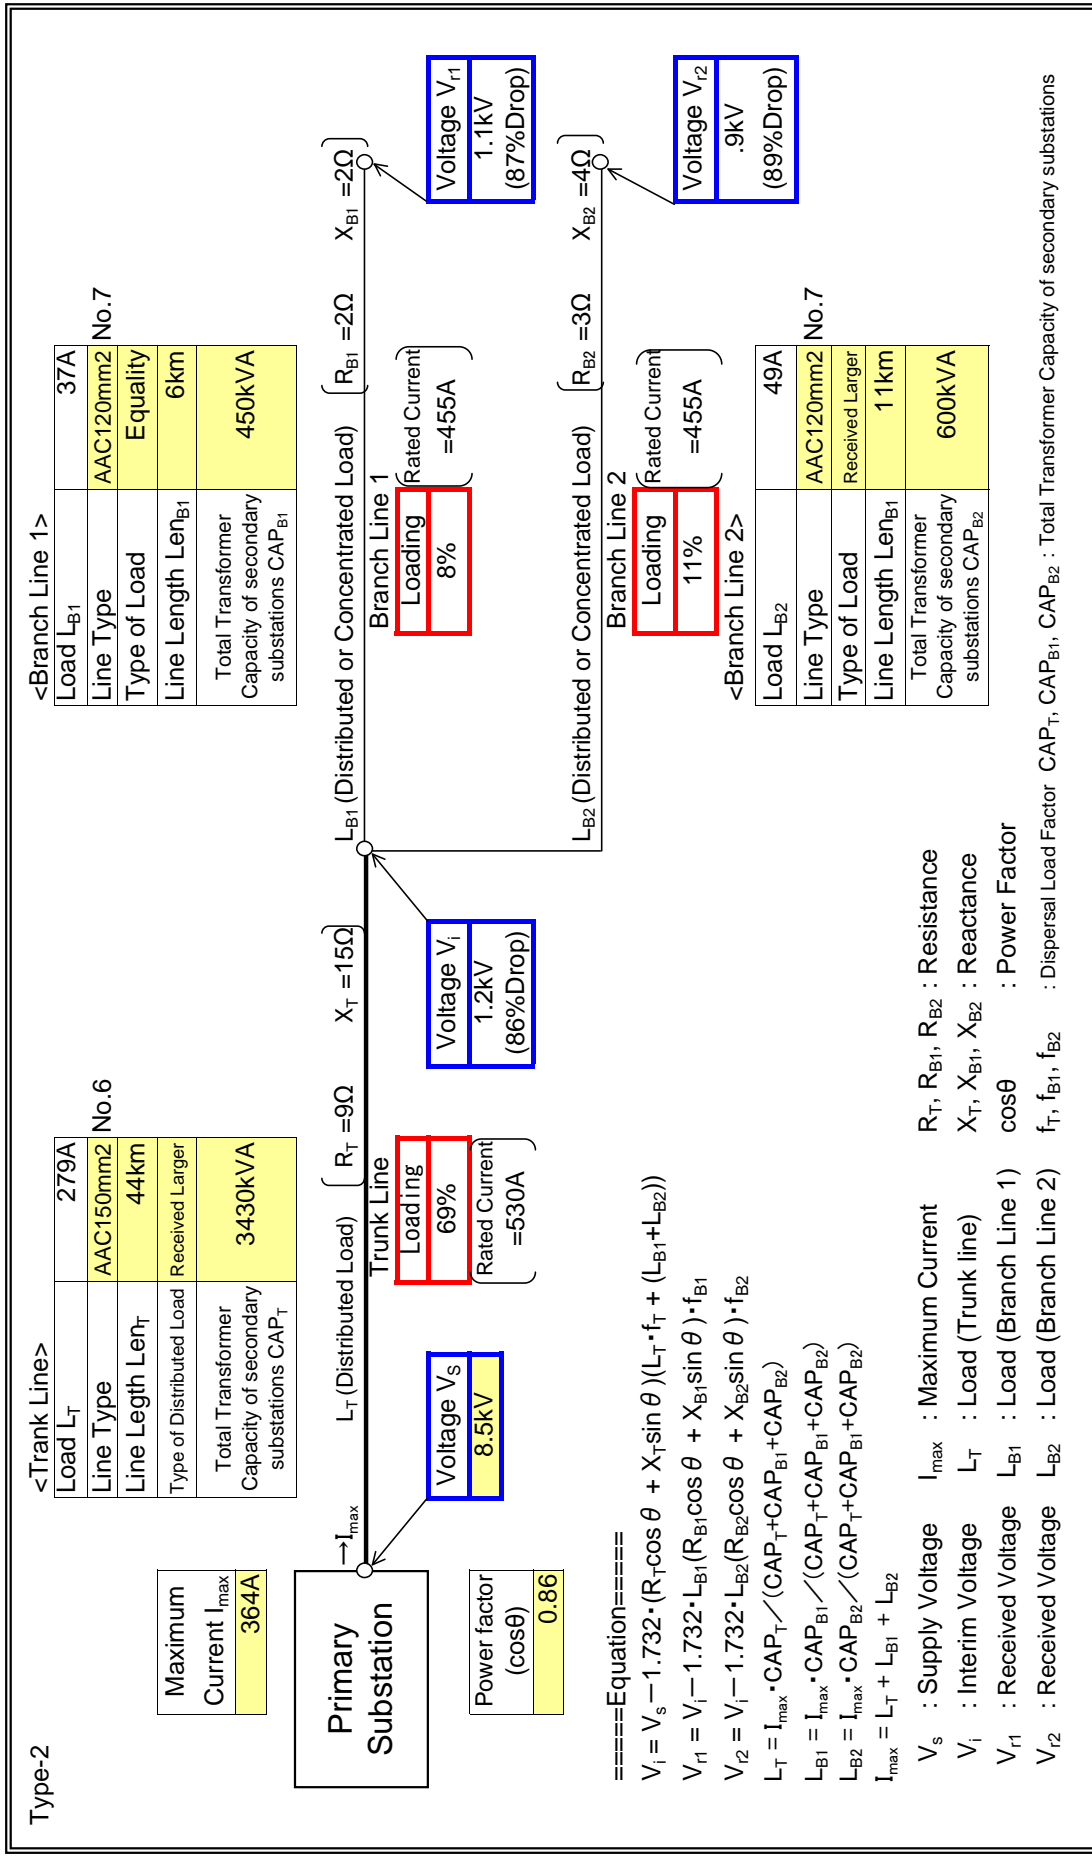 Type-2
Maximum
Current Imax
364A
Primary
Substation
→Imax
Power factor
(cosθ)
0.86
<Trank Line>
Load LT 279A
Line Type AAC150mm2 No.6
Line Legth LenT 44km
Type of Distributed Load Received Larger
Total Transformer
Capacity of secondary
substations CAPT
3430kVA
LT (Distributed Load)
RT =9Ω XT =15Ω
Trunk Line
Loading
69%
Rated Current
=530A
Voltage VS
8.5kV
Voltage Vi
1.2kV
(86%Drop)
<Branch Line 1>
Load LB1 37A
Line Type AAC120mm2 No.7
Type of Load Equality
Line Length LenB1 6km
Total Transformer
Capacity of secondary
substations CAPB1
450kVA
LB1 (Distributed or Concentrated Load)
RB1 =2Ω XB1 =2Ω
Branch Line 1
Loading
8%
Rated Current
=455A
Voltage Vr1
1.1kV
(87%Drop)
LB2 (Distributed or Concentrated Load)
RB2 =3Ω XB2 =4Ω
Branch Line 2
Loading
11%
Rated Current
=455A
Voltage Vr2
.9kV
(89%Drop)
<Branch Line 2>
Load LB2 49A
Line Type AAC120mm2 No.7
Type of Load Received Larger
Line Length LenB1 11km
Total Transformer
Capacity of secondary
substations CAPB2
600kVA
=====Equation=====
Vi = Vs－1.732・(RTcosθ + XTsinθ)(LT・fT + (LB1+LB2))
Vr1 = Vi－1.732・LB1(RB1cosθ + XB1sinθ)・fB1
Vr2 = Vi－1.732・LB2(RB2cosθ + XB2sinθ)・fB2
LT = Imax・CAPT／(CAPT+CAPB1+CAPB2)
LB1 = Imax・CAPB1／(CAPT+CAPB1+CAPB2)
LB2 = Imax・CAPB2／(CAPT+CAPB1+CAPB2)
Imax = LT + LB1 + LB2
Vs : Supply Voltage Imax : Maximum Current RT, RB1, RB2 : Resistance
Vi : Interim Voltage LT : Load (Trunk line) XT, XB1, XB2 : Reactance
Vr1 : Received Voltage LB1 : Load (Branch Line 1) cosθ : Power Factor
Vr2 : Received Voltage LB2 : Load (Branch Line 2) fT, fB1, fB2 : Dispersal Load Factor CAPT, CAPB1, CAPB2 : Total Transformer Capacity of secondary substations